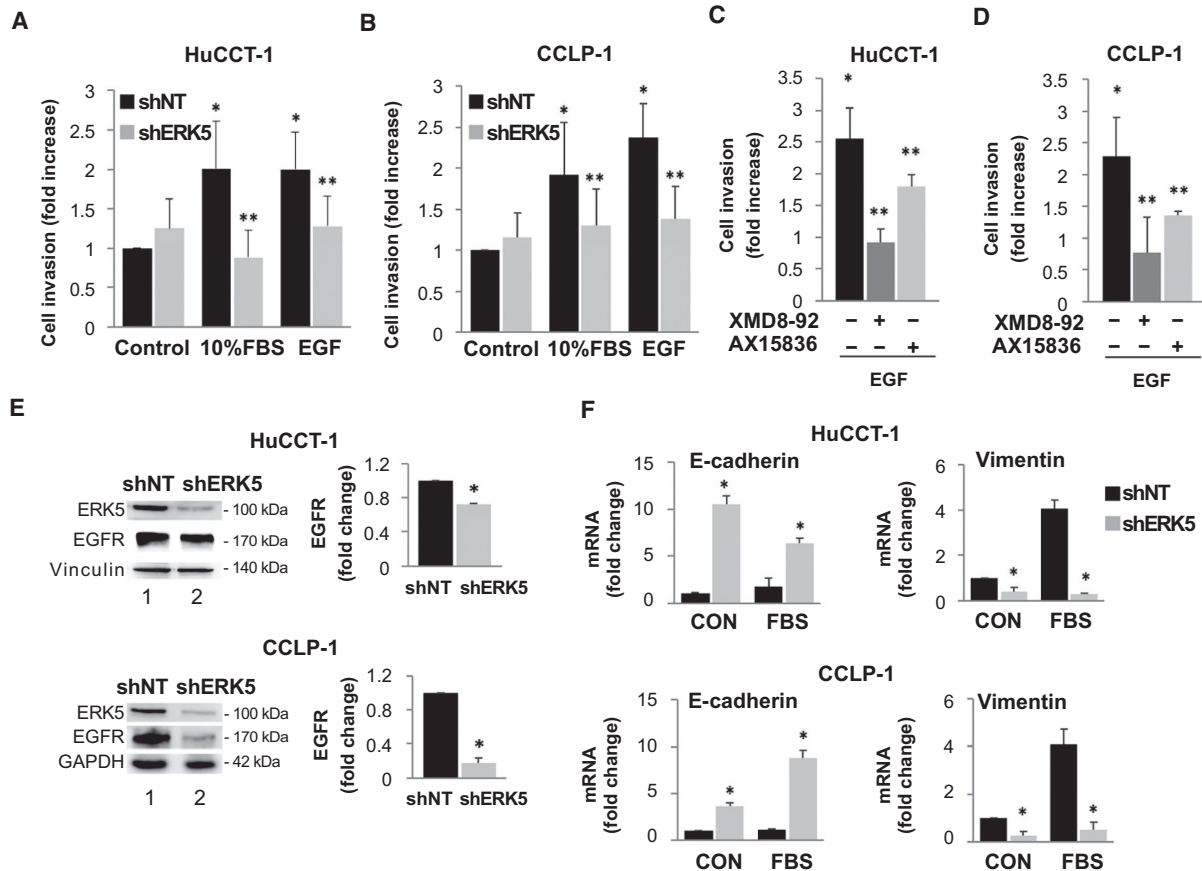 A
HuCCT-1
Cell invasion (fold increase)
3
2.5
2
1.5
1
0.5
0
shNT
shERK5
* * ** **
Control 10%FBS EGF
B
CCLP-1
Cell invasion (fold increase)
3
2.5
2
1.5
1
0.5
0
shNT
shERK5
* * ** **
Control 10%FBS EGF
C
HuCCT-1
Cell invasion
(fold increase)
3.5
3
2.5
2
1.5
1
0.5
0
* ** **
XMD8-92 – + –
AX15836 – – +
EGF
D
CCLP-1
Cell invasion
(fold increase)
3.5
3
2.5
2
1.5
1
0.5
0
* ** **
XMD8-92 – + –
AX15836 – – +
EGF
E
HuCCT-1
shNT shERK5
ERK5 - 100 kDa
EGFR - 170 kDa
Vinculin - 140 kDa
1 2
EGFR
(fold change)
1.2
0.8
0.4
0
*
shNT shERK5
CCLP-1
shNT shERK5
ERK5 - 100 kDa
EGFR - 170 kDa
GAPDH - 42 kDa
1 2
EGFR
(fold change)
1.2
0.8
0.4
0
*
shNT shERK5
F
HuCCT-1
E-cadherin
mRNA
(fold change)
15
10
5
0
* *
CON FBS
Vimentin
mRNA
(fold change)
6
4
2
0
* *
CON FBS
shNT
shERK5
CCLP-1
E-cadherin
mRNA
(fold change)
15
10
5
0
* *
CON FBS
Vimentin
mRNA
(fold change)
6
4
2
0
* *
CON FBS